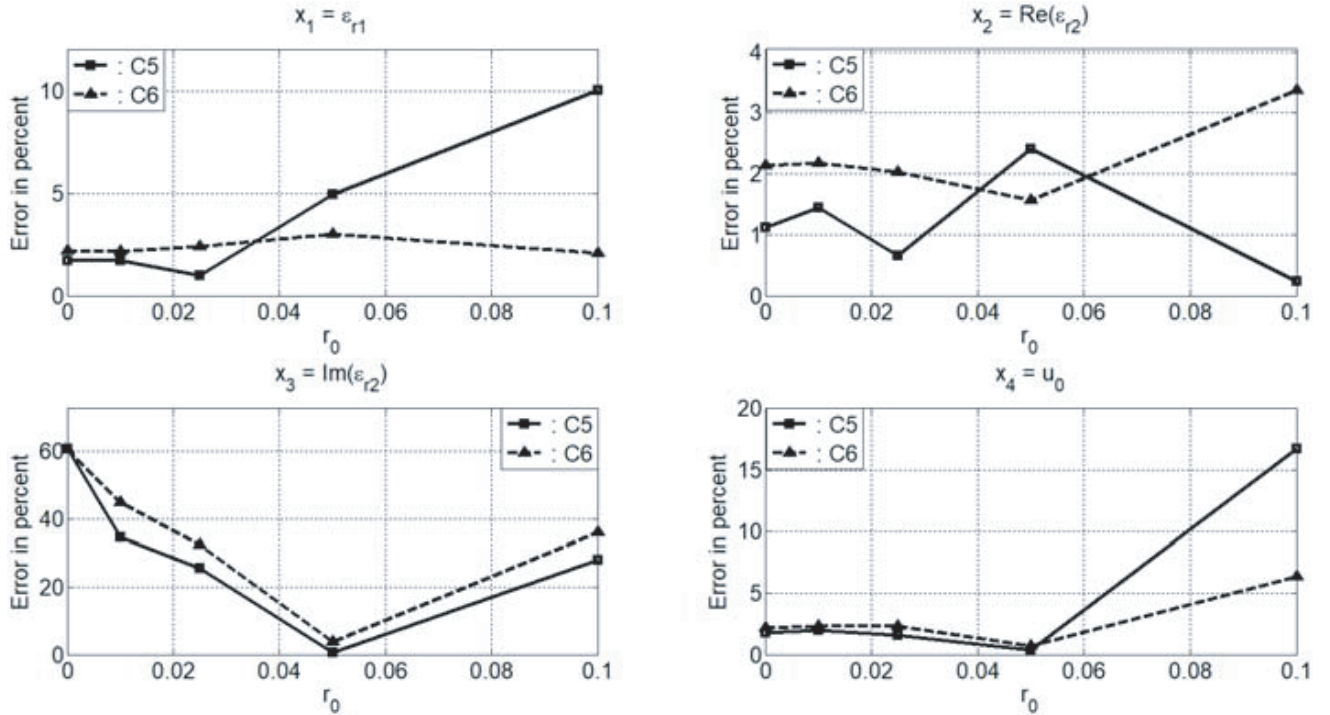 x₁ = εᵣ₁
: C5
: C6
Error in percent
10
5
0
0 0.02 0.04 0.06 0.08 0.1
r₀
x₂ = Re(εᵣ₂)
: C5
: C6
Error in percent
4
3
2
1
0
0 0.02 0.04 0.06 0.08 0.1
r₀
x₃ = Im(εᵣ₂)
: C5
: C6
Error in percent
60
40
20
0
0 0.02 0.04 0.06 0.08 0.1
r₀
x₄ = u₀
: C5
: C6
Error in percent
20
15
10
5
0
0 0.02 0.04 0.06 0.08 0.1
r₀